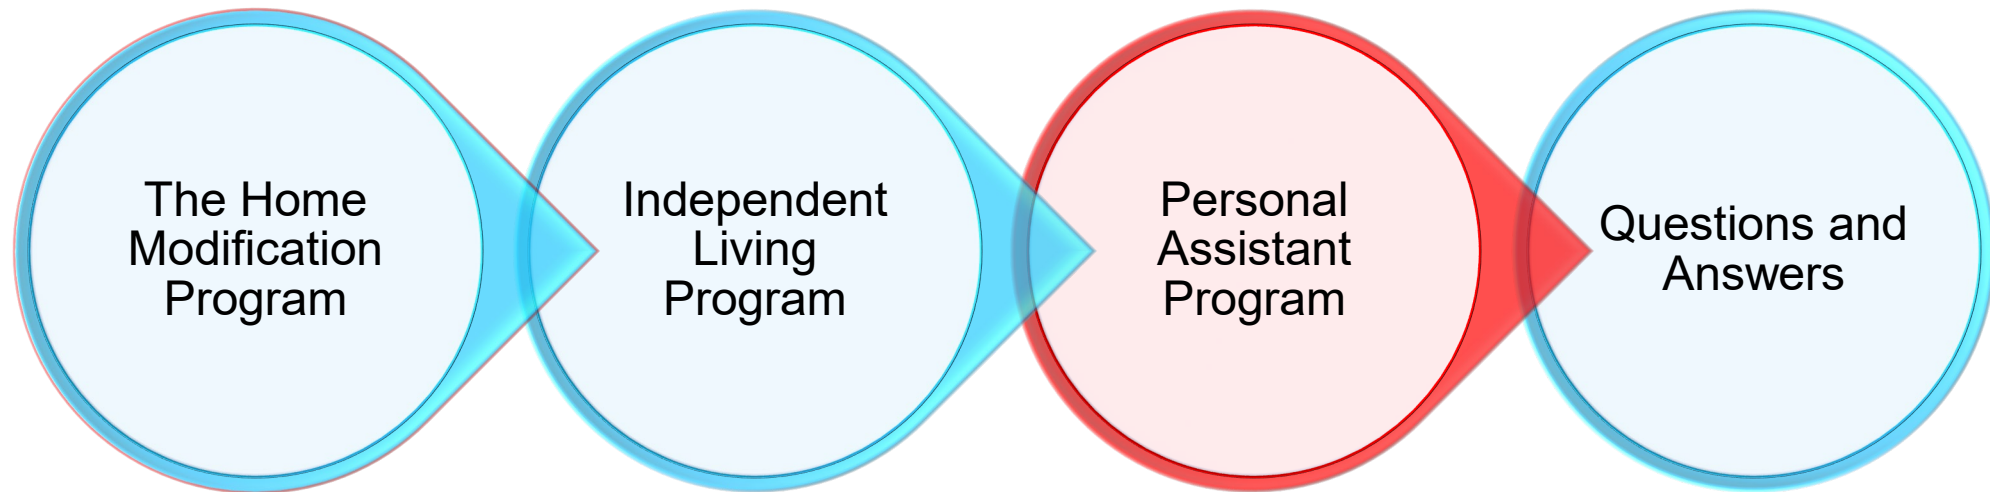 The Home
Modification
Program
Independent
Living
Program
Personal
Assistant
Program
Questions and
Answers